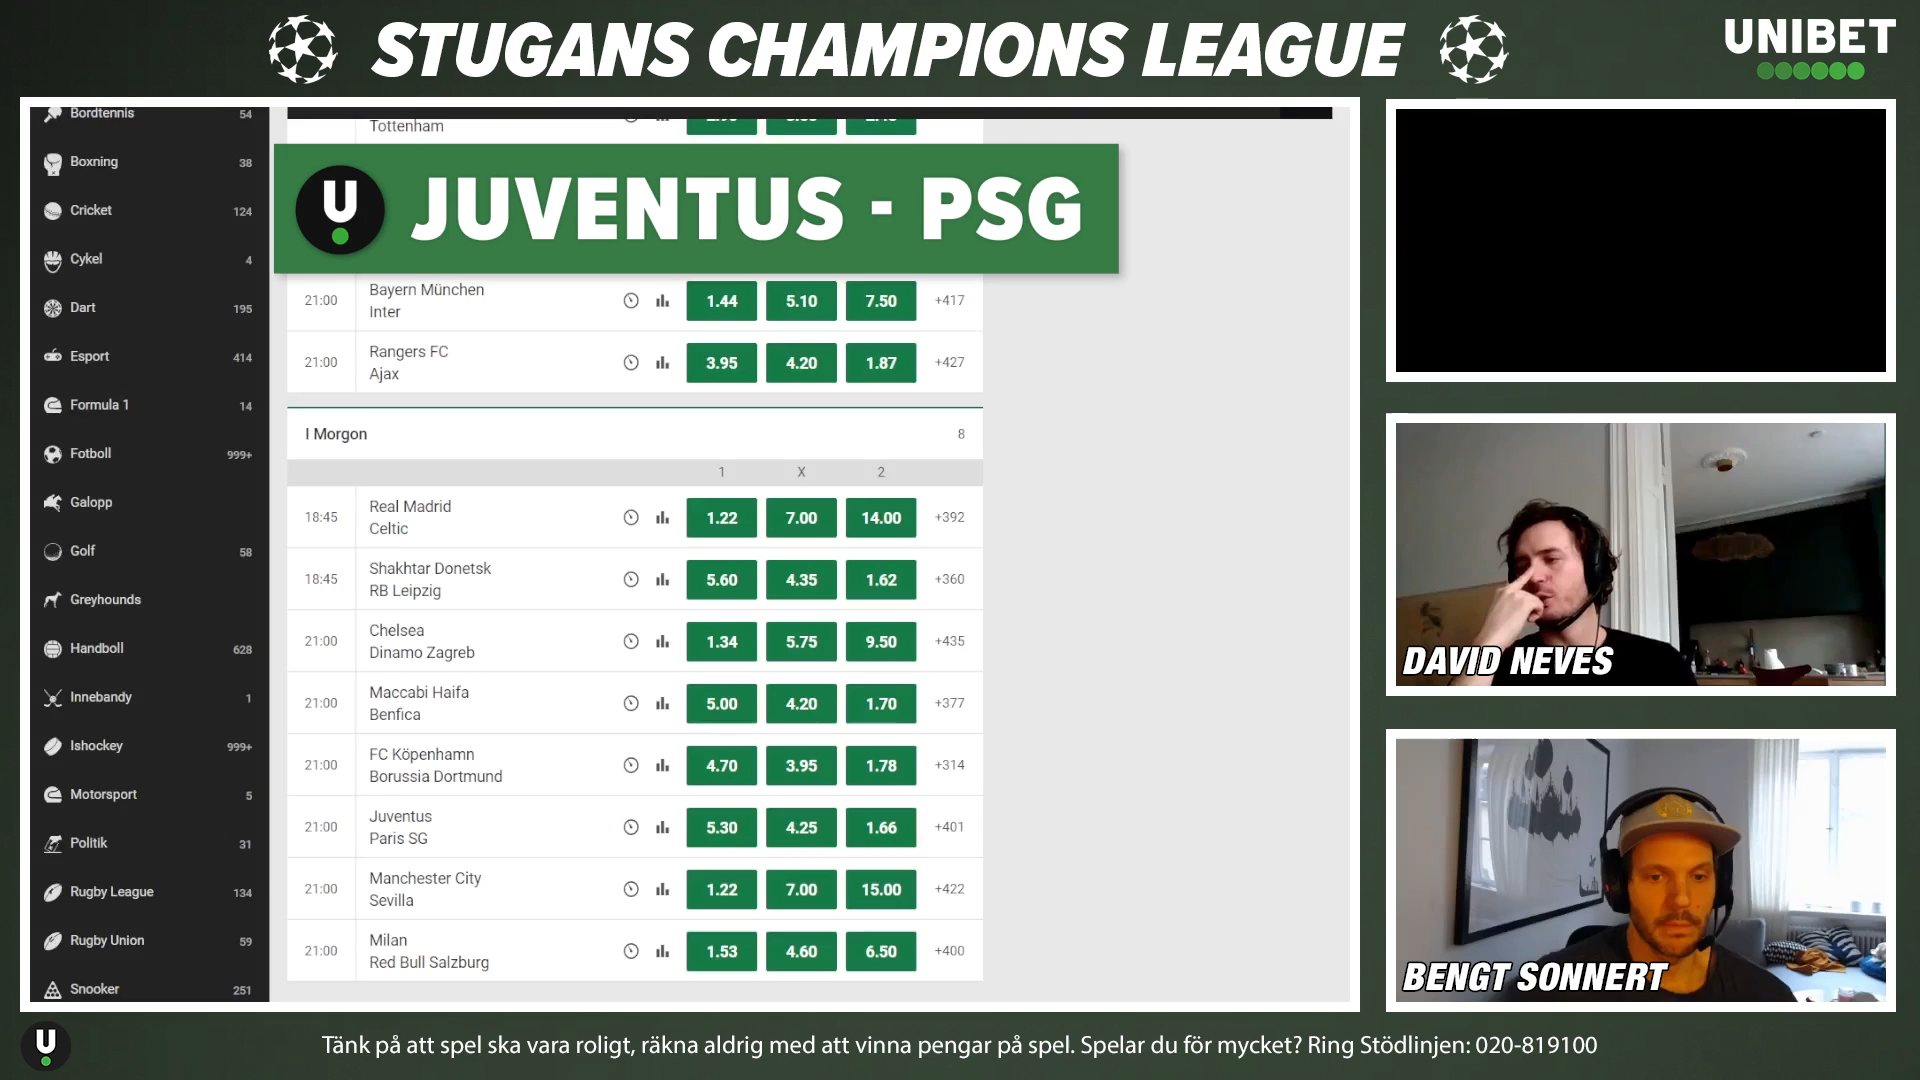 STUGANS CHAMPIONS LEAGUE
UNIBET
Bordtennis 54
Boxning 38
Cricket 124
Cykel 4
Dart 195
Esport 414
Formula 1 14
Fotboll 999+
Galopp
Golf 58
Greyhounds
Handboll 628
Innebandy 1
Ishockey 999+
Motorsport 5
Politik 31
Rugby League 134
Rugby Union 59
Snooker 251
Tottenham
U JUVENTUS - PSG
21:00 Bayern München 1.44 5.10 7.50 +417
Inter
21:00 Rangers FC 3.95 4.20 1.87 +427
Ajax
I Morgon 8
1 X 2
18:45 Real Madrid 1.22 7.00 14.00 +392
Celtic
18:45 Shakhtar Donetsk 5.60 4.35 1.62 +360
RB Leipzig
21:00 Chelsea 1.34 5.75 9.50 +435
Dinamo Zagreb
21:00 Maccabi Haifa 5.00 4.20 1.70 +377
Benfica
21:00 FC Köpenhamn 4.70 3.95 1.78 +314
Borussia Dortmund
21:00 Juventus 5.30 4.25 1.66 +401
Paris SG
21:00 Manchester City 1.22 7.00 15.00 +422
Sevilla
21:00 Milan 1.53 4.60 6.50 +400
Red Bull Salzburg
DAVID NEVES
BENGT SONNERT
U
Tänk på att spel ska vara roligt, räkna aldrig med att vinna pengar på spel. Spelar du för mycket? Ring Stödlinjen: 020-819100